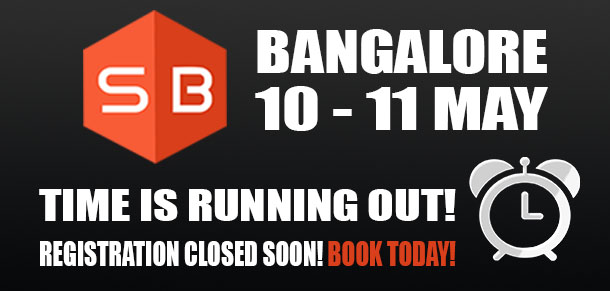 SB
BANGALORE
10 - 11 MAY
TIME IS RUNNING OUT!
REGISTRATION CLOSED SOON! BOOK TODAY!